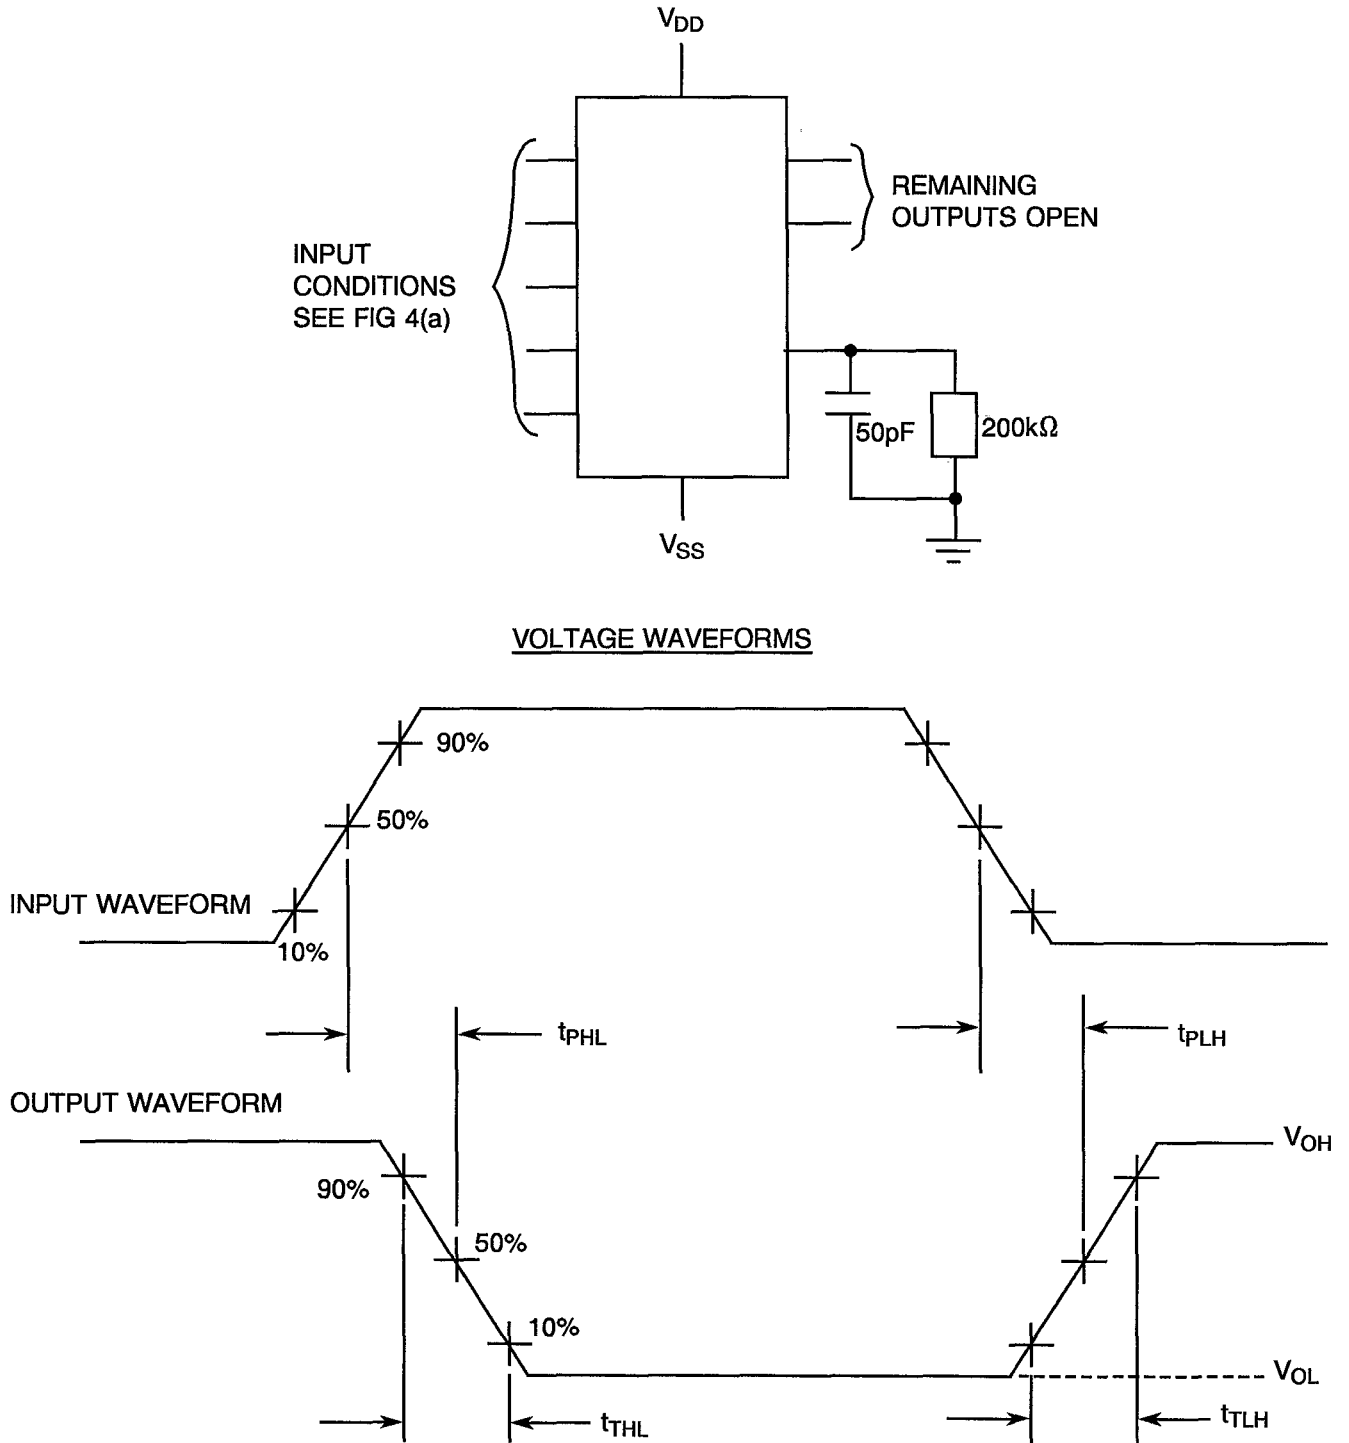 VDD
REMAINING
OUTPUTS OPEN
INPUT
CONDITIONS
SEE FIG 4(a)
50pF
200kΩ
VSS
VOLTAGE WAVEFORMS
90%
50%
INPUT WAVEFORM
10%
tPHL
tPLH
OUTPUT WAVEFORM
VOH
90%
50%
10%
VOL
tTHL
tTLH